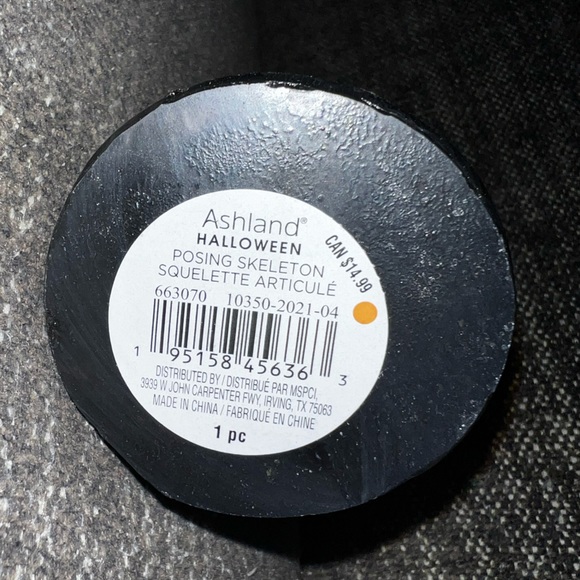 Ashland®
HALLOWEEN
CAN $14.99
POSING SKELETON
SQUELETTE ARTICULÉ
663070 10350-2021-04
1 95158 45636 3
DISTRIBUTED BY / DISTRIBUÉ PAR MSPCI,
3939 W JOHN CARPENTER FWY, IRVING, TX 75063
MADE IN CHINA / FABRIQUÉ EN CHINE
1 pc